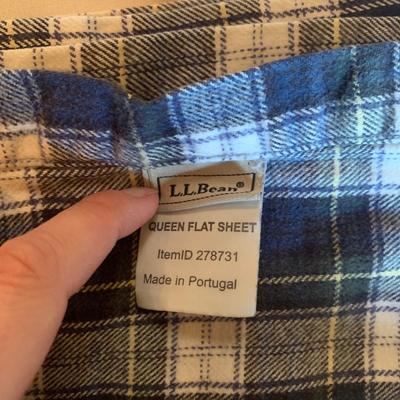 L.L.Bean®
QUEEN FLAT SHEET
ItemID 278731
Made in Portugal